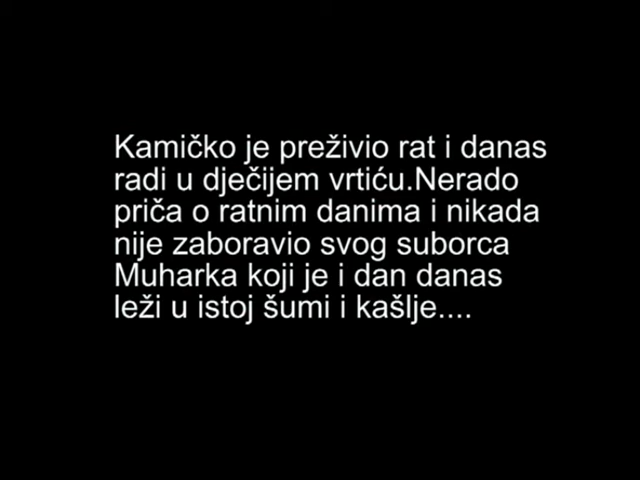 Kamičko je preživio rat i danas
radi u dječijem vrtiću.Nerado
priča o ratnim danima i nikada
nije zaboravio svog suborca
Muharka koji je i dan danas
leži u istoj šumi i kašlje....